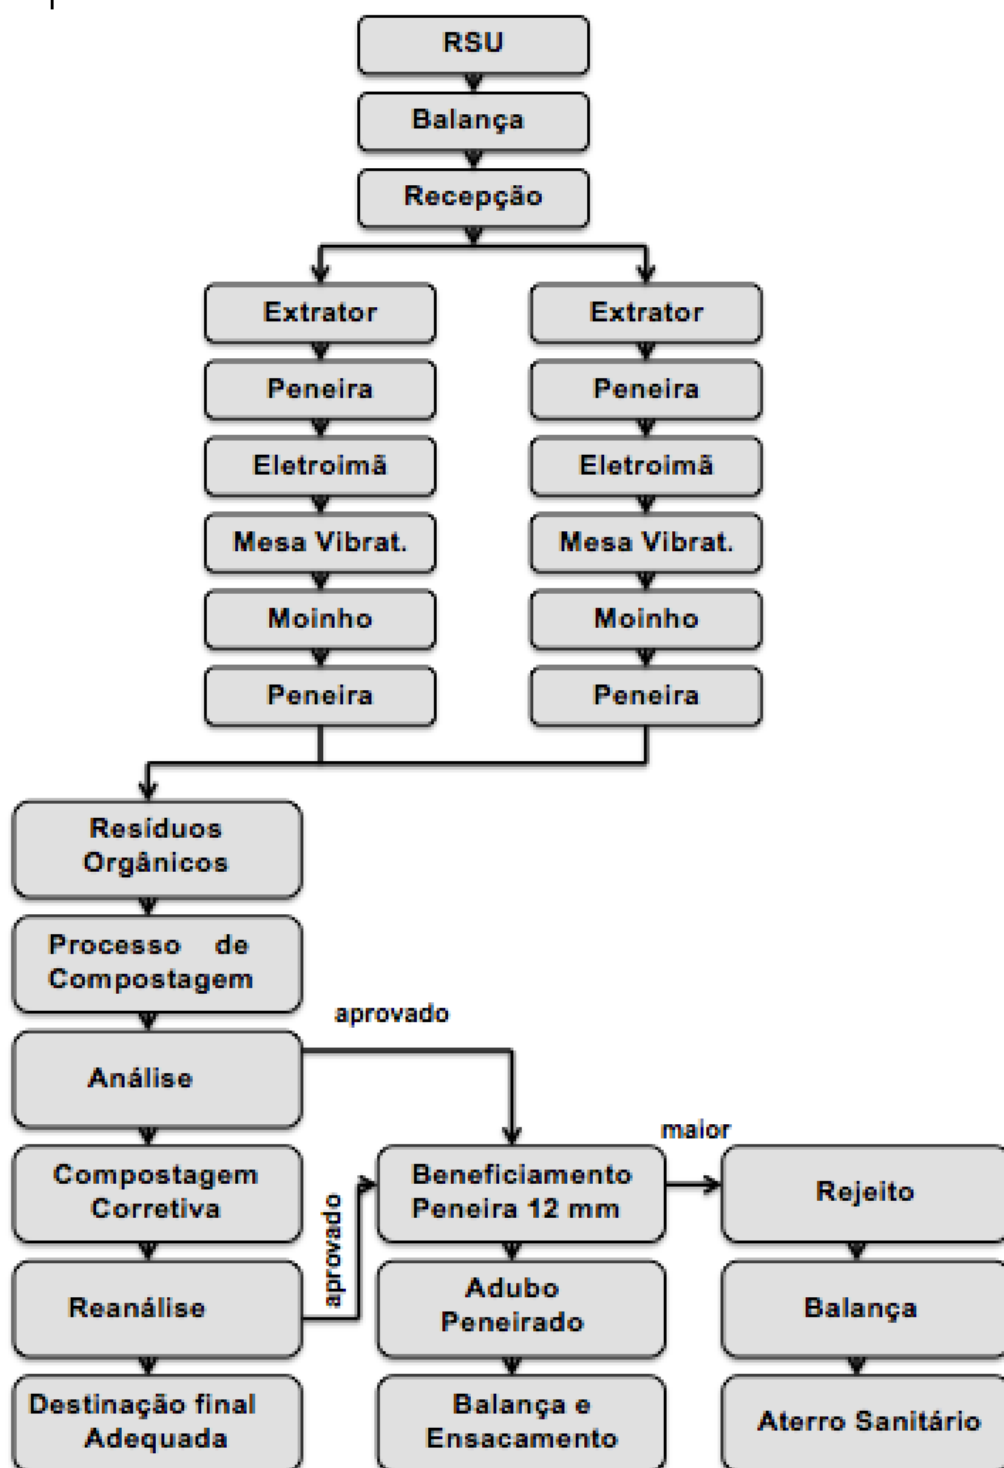 RSU
Balança
Recepção
Extrator
Extrator
Peneira
Peneira
Eletroimã
Eletroimã
Mesa Vibrat.
Mesa Vibrat.
Moinho
Moinho
Peneira
Peneira
Resíduos
Orgânicos
Processo de
Compostagem
Análise
aprovado
Compostagem
Corretiva
aprovado
Beneficiamento
Peneira 12 mm
maior
Rejeito
Reanálise
Adubo
Peneirado
Balança
Destinação final
Adequada
Balança e
Ensacamento
Aterro Sanitário